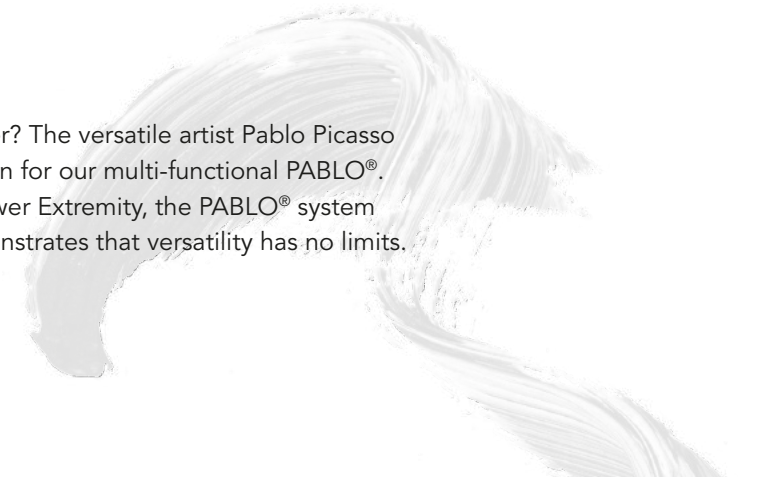 r? The versatile artist Pablo Picasso
n for our multi-functional PABLO®.
wer Extremity, the PABLO® system
nstrates that versatility has no limits.